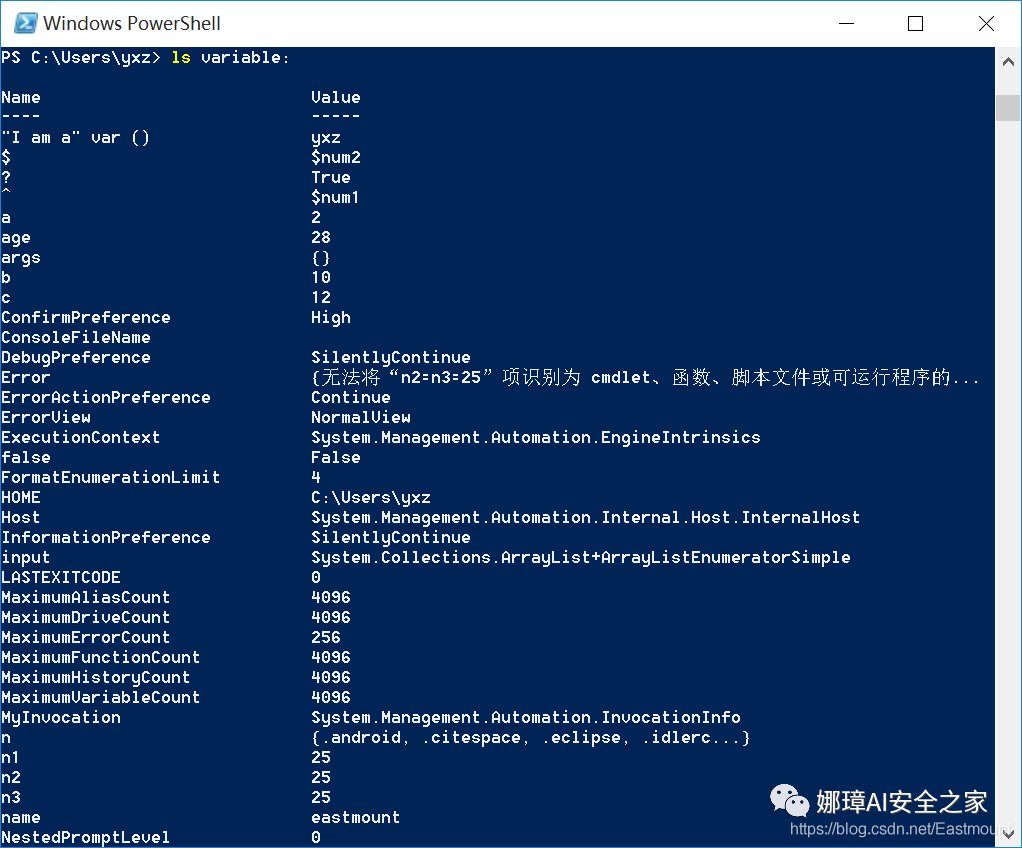 Windows PowerShell
PS C:\Users\yxz> ls variable:
Name Value
---- -----
"I am a" var () yxz
$ $num2
? True
^ $num1
a 2
age 28
args {}
b 10
c 12
ConfirmPreference High
ConsoleFileName
DebugPreference SilentlyContinue
Error {无法将“n2=n3=25”项识别为 cmdlet、函数、脚本文件或可运行程序的...
ErrorActionPreference Continue
ErrorView NormalView
ExecutionContext System.Management.Automation.EngineIntrinsics
false False
FormatEnumerationLimit 4
HOME C:\Users\yxz
Host System.Management.Automation.Internal.Host.InternalHost
InformationPreference SilentlyContinue
input System.Collections.ArrayList+ArrayListEnumeratorSimple
LASTEXITCODE 0
MaximumAliasCount 4096
MaximumDriveCount 4096
MaximumErrorCount 256
MaximumFunctionCount 4096
MaximumHistoryCount 4096
MaximumVariableCount 4096
MyInvocation System.Management.Automation.InvocationInfo
n {.android, .citespace, .eclipse, .idlerc...}
n1 25
n2 25
n3 25
name eastmount
NestedPromptLevel 0
娜璋AI安全之家
https://blog.csdn.net/Eastmount